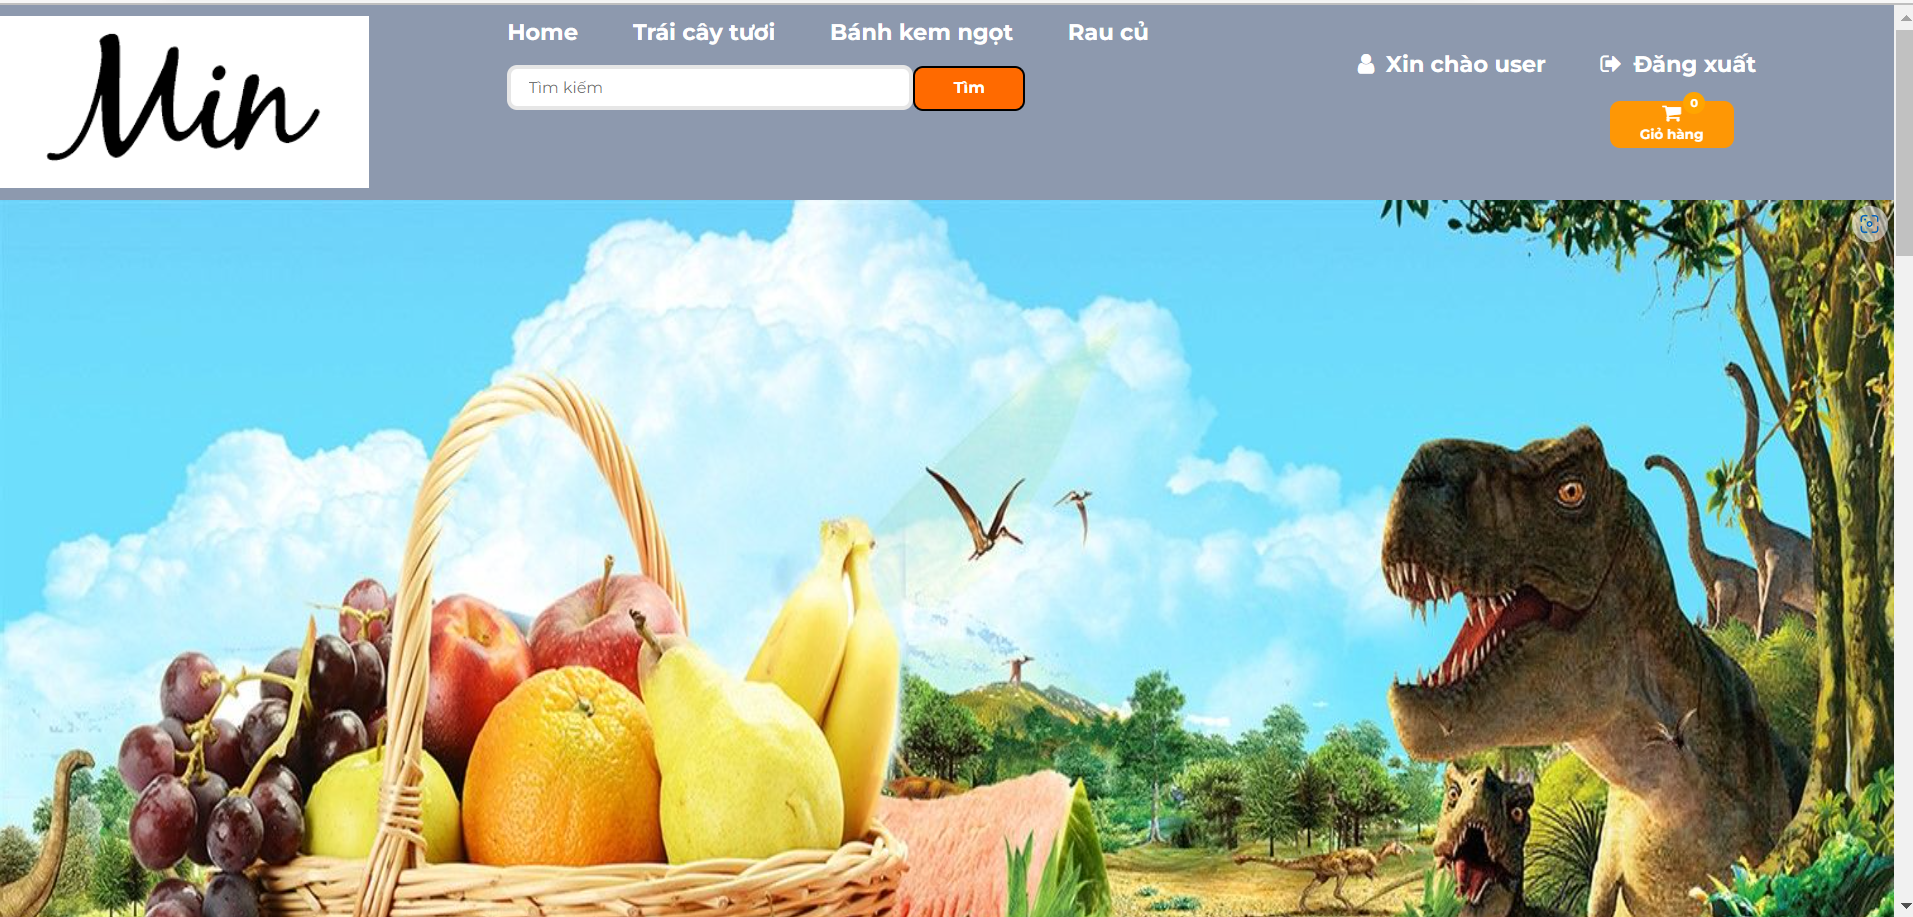 Min
Home
Trái cây tươi
Bánh kem ngọt
Rau củ
Tìm kiếm
Tìm
Xin chào user
Đăng xuất
0
Giỏ hàng